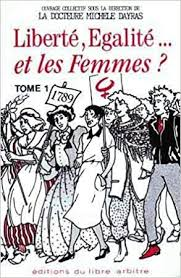 OUVRAGE COLLECTIF SOUS LA DIRECTION DE
LA DOCTEURE MICHELE DAYRAS
Liberté, Egalité...
et les Femmes ?
TOME 1
1789
éditions du libre arbitre